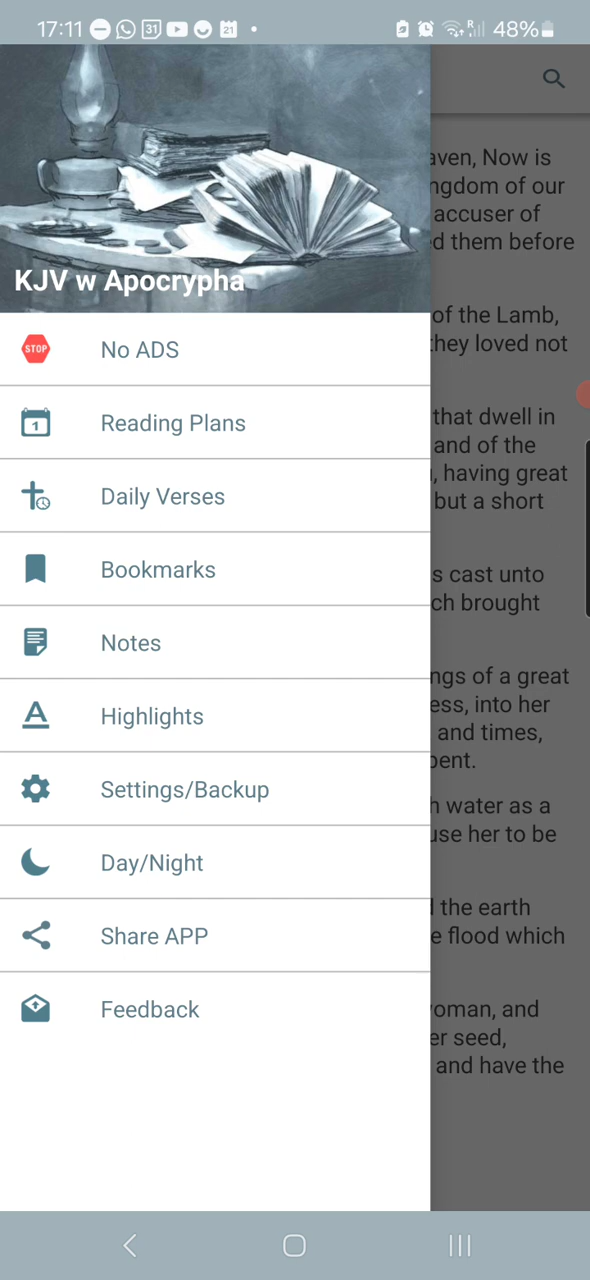 17:11 31 21 R 48%
KJV w Apocrypha
STOP No ADS
1 Reading Plans
Daily Verses
Bookmarks
Notes
Highlights
Settings/Backup
Day/Night
Share APP
Feedback
aven, Now is
ngdom of our
accuser of
d them before
of the Lamb,
they loved not
that dwell in
and of the
, having great
but a short
s cast unto
ch brought
ngs of a great
ess, into her
and times,
pent.
h water as a
use her to be
the earth
e flood which
woman, and
er seed,
and have the